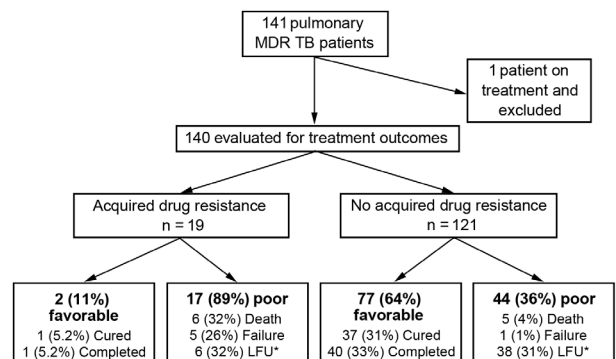 141 pulmonary
MDR TB patients
1 patient on
treatment and
excluded
140 evaluated for treatment outcomes
Acquired drug resistance
n = 19
No acquired drug resistance
n = 121
2 (11%)
favorable
1 (5.2%) Cured
1 (5.2%) Completed
17 (89%) poor
6 (32%) Death
5 (26%) Failure
6 (32%) LFU*
77 (64%)
favorable
37 (31%) Cured
40 (33%) Completed
44 (36%) poor
5 (4%) Death
1 (1%) Failure
38 (31%) LFU*